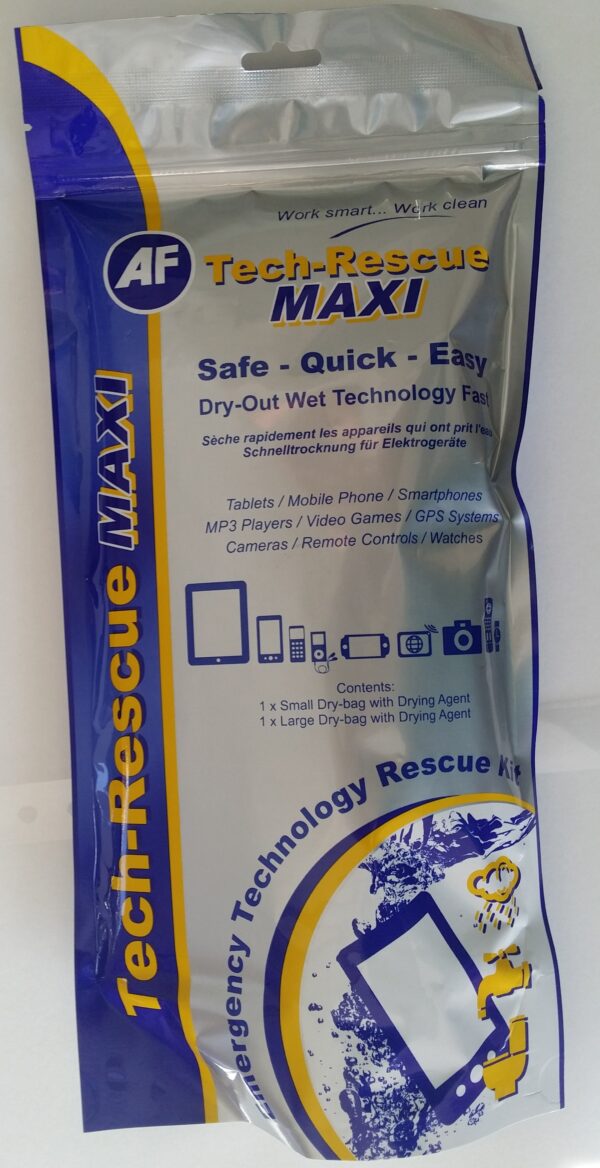 Work smart... Work clean
AF
Tech-Rescue
MAXI
Safe - Quick - Easy
Dry-Out Wet Technology Fast
Sèche rapidement les appareils qui ont prit l'eau
Schnelltrocknung für Elektrogeräte
Tablets / Mobile Phone / Smartphones
MP3 Players / Video Games / GPS Systems
Cameras / Remote Controls / Watches
Contents:
1 x Small Dry-bag with Drying Agent
1 x Large Dry-bag with Drying Agent
Emergency Technology Rescue Kit
Tech-Rescue MAXI